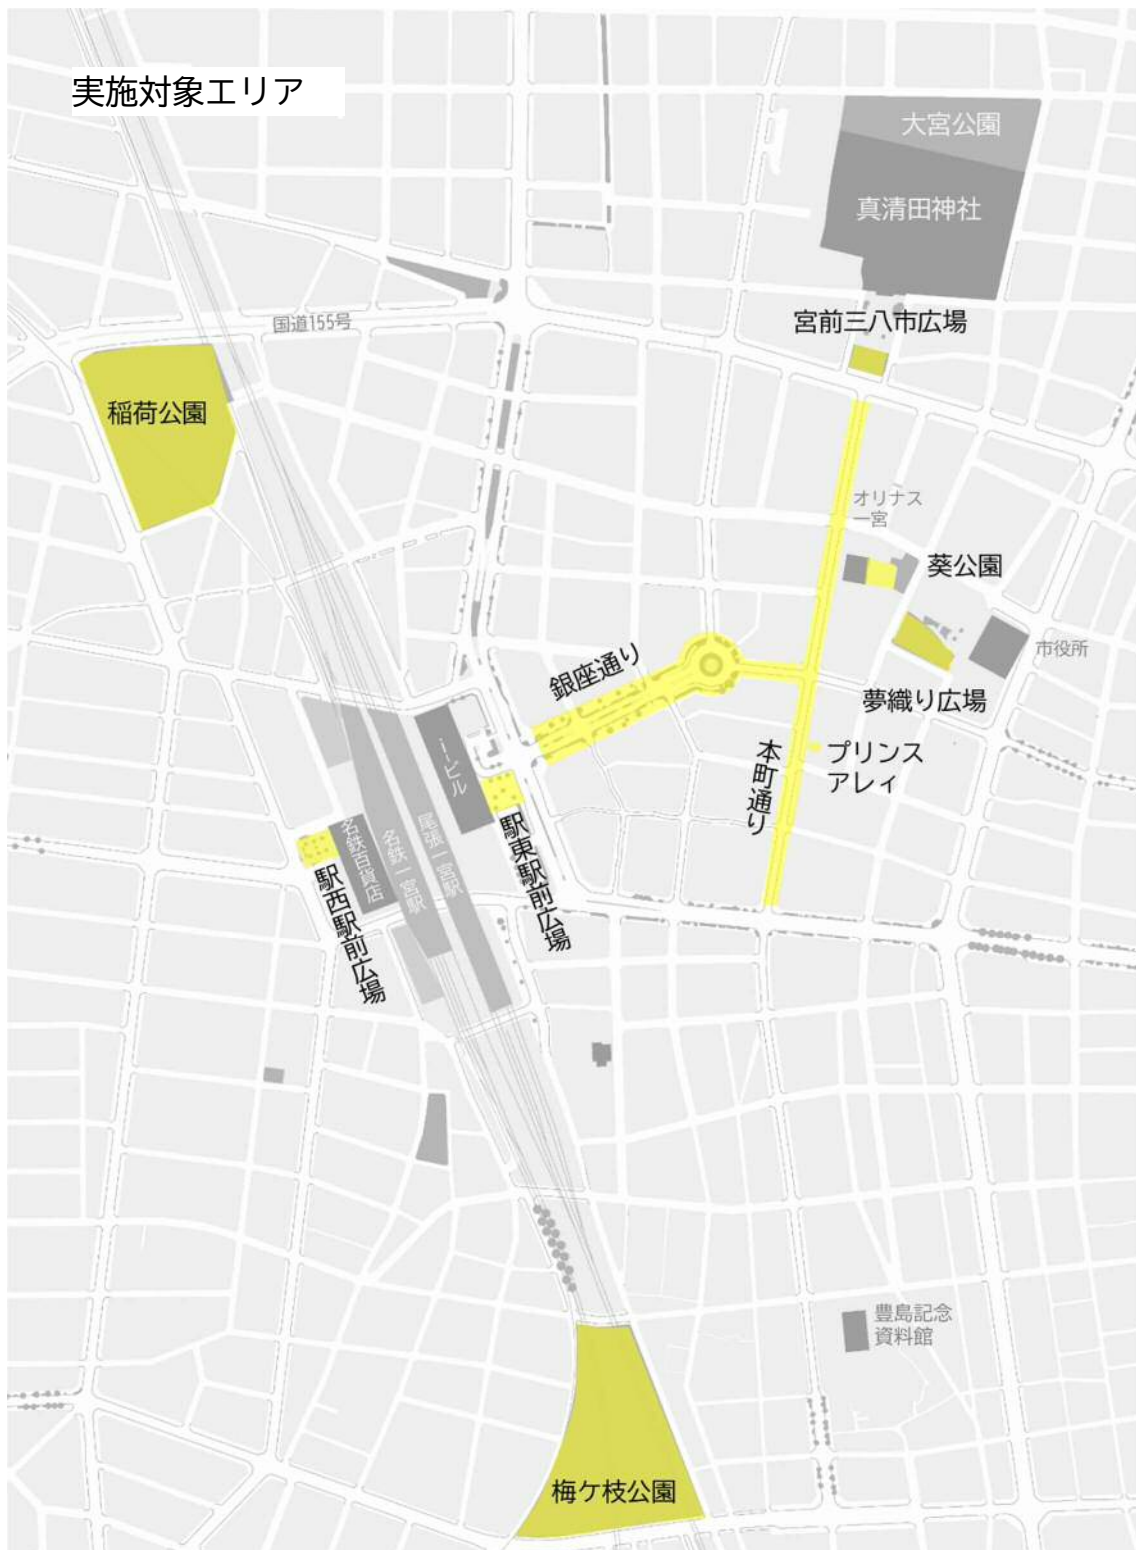 実施対象エリア
大宮公園
真清田神社
国道155号
宮前三八市広場
稲荷公園
オリナス
一宮
葵公園
市役所
銀座通り
夢織り広場
本町通り
プリンス
アレィ
i-ビル
駅東駅前広場
尾張一宮駅
名鉄一宮駅
名鉄百貨店
駅西駅前広場
豊島記念
資料館
梅ケ枝公園